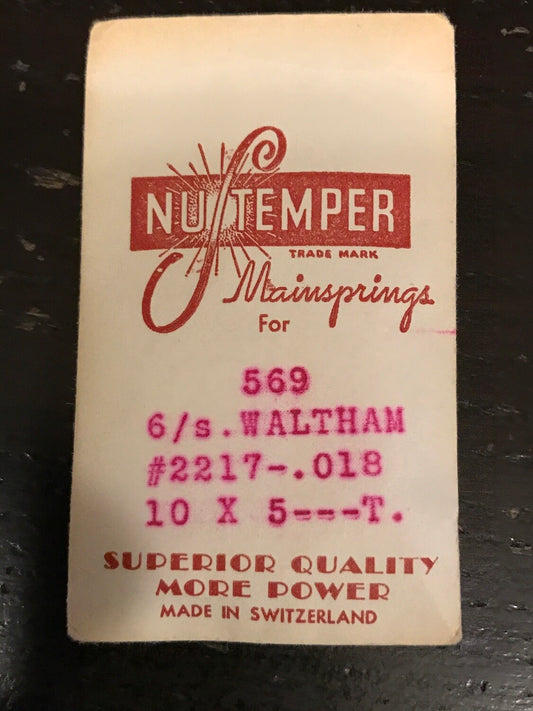 NU TEMPER
TRADE MARK
Mainsprings
For
569
6/s. WALTHAM
#2217-.018
10 X 5---T.
SUPERIOR QUALITY
MORE POWER
MADE IN SWITZERLAND